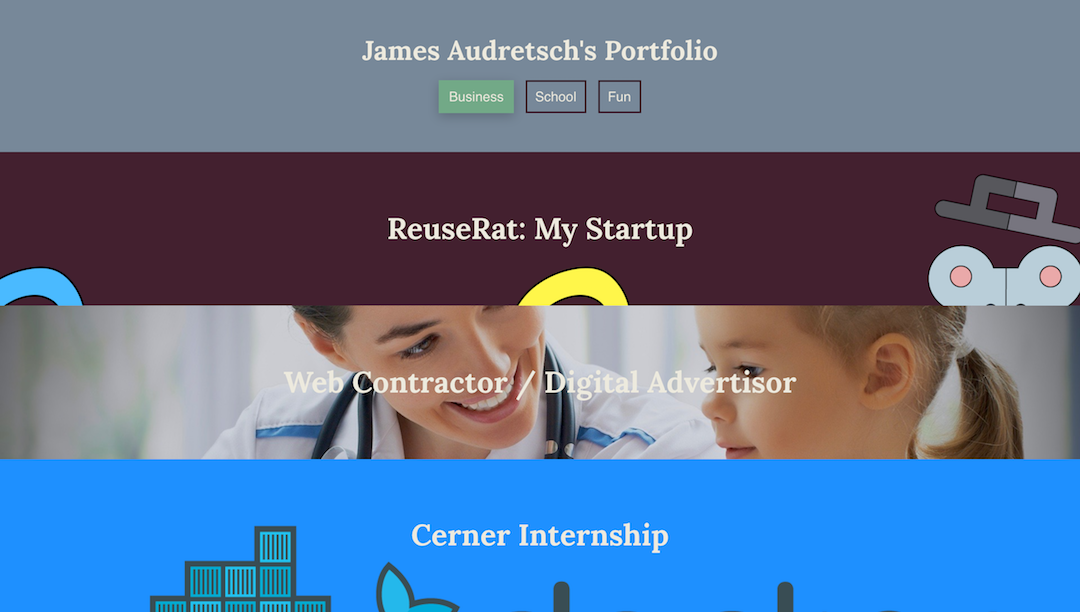 James Audretsch's Portfolio
Business School Fun
ReuseRat: My Startup
Web Contractor / Digital Advertisor
Cerner Internship